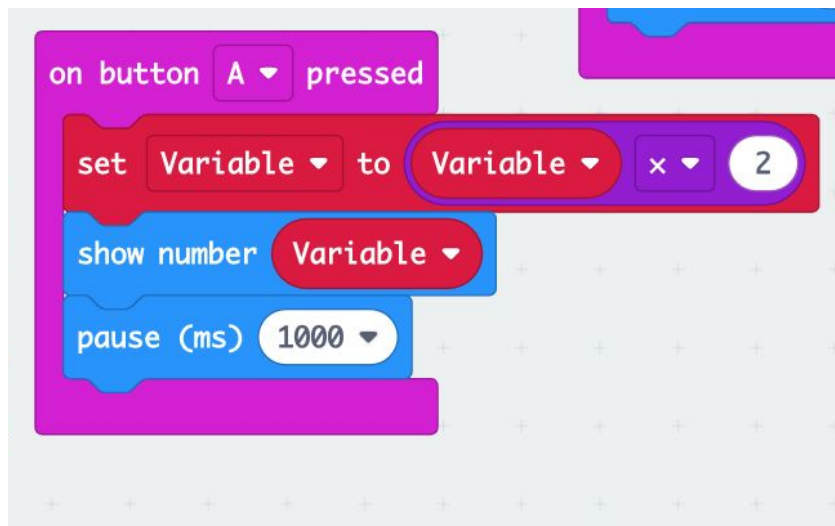 on button A pressed
set Variable to Variable × 2
show number Variable
pause (ms) 1000